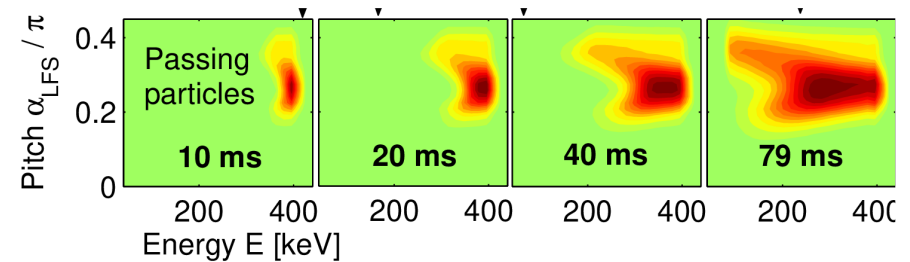 Pitch α_LFS / π
0.4
0.2
0
Passing
particles
10 ms
20 ms
40 ms
79 ms
200 400 200 400 200 400 200 400
Energy E [keV]